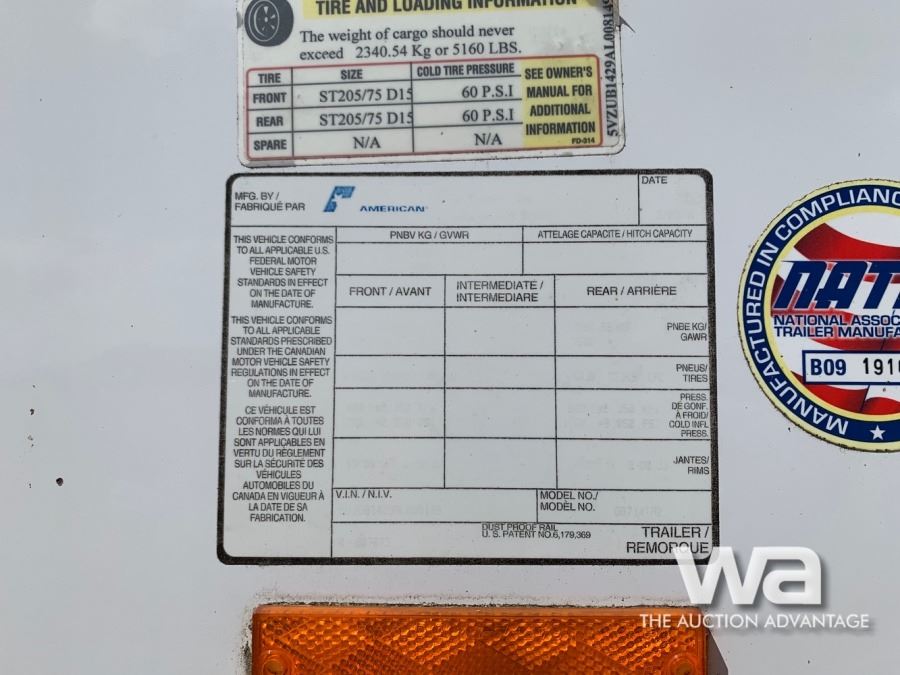 TIRE AND LOADING INFORMATION
The weight of cargo should never
exceed 2340.54 Kg or 5160 LBS.
TIRE SIZE COLD TIRE PRESSURE
FRONT ST205/75 D15 60 P.S.I
REAR ST205/75 D15 60 P.S.I
SPARE N/A N/A
SEE OWNER'S
MANUAL FOR
ADDITIONAL
INFORMATION
FD-014
5VZUB1429AL008149
MFG. BY /
FABRIQUÉ PAR
AMERICAN
DATE
THIS VEHICLE CONFORMS
TO ALL APPLICABLE U.S.
FEDERAL MOTOR
VEHICLE SAFETY
STANDARDS IN EFFECT
ON THE DATE OF
MANUFACTURE.
THIS VEHICLE CONFORMS
TO ALL APPLICABLE
STANDARDS PRESCRIBED
UNDER THE CANADIAN
MOTOR VEHICLE SAFETY
REGULATIONS IN EFFECT
ON THE DATE OF
MANUFACTURE.
CE VÉHICULE EST
CONFORMA À TOUTES
LES NORMES QUI LUI
SONT APPLICABLES EN
VERTU DU RÈGLEMENT
SUR LA SÉCURITÉ DES
VÉHICULES
AUTOMOBILES DU
CANADA EN VIGUEUR À
LA DATE DE SA
FABRICATION.
PNBV KG / GVWR ATTELAGE CAPACITE / HITCH CAPACITY
FRONT / AVANT INTERMEDIATE / INTERMEDIARE REAR / ARRIÈRE
PNBE KG/
GAWR
PNEUS/
TIRES
PRESS.
DE GONF.
A FROID/
COLD INFL
PRESS.
JANTES/
RIMS
V.I.N. / N.I.V.
MODEL NO./
MODÈL NO.
DUST PROOF RAIL
U.S. PATENT NO.6,179,369
TRAILER /
REMORQUE
MANUFACTURED IN COMPLIANC
NAT
NATIONAL ASSOC
TRAILER MANUFA
B09 1910
wa
THE AUCTION ADVANTAGE